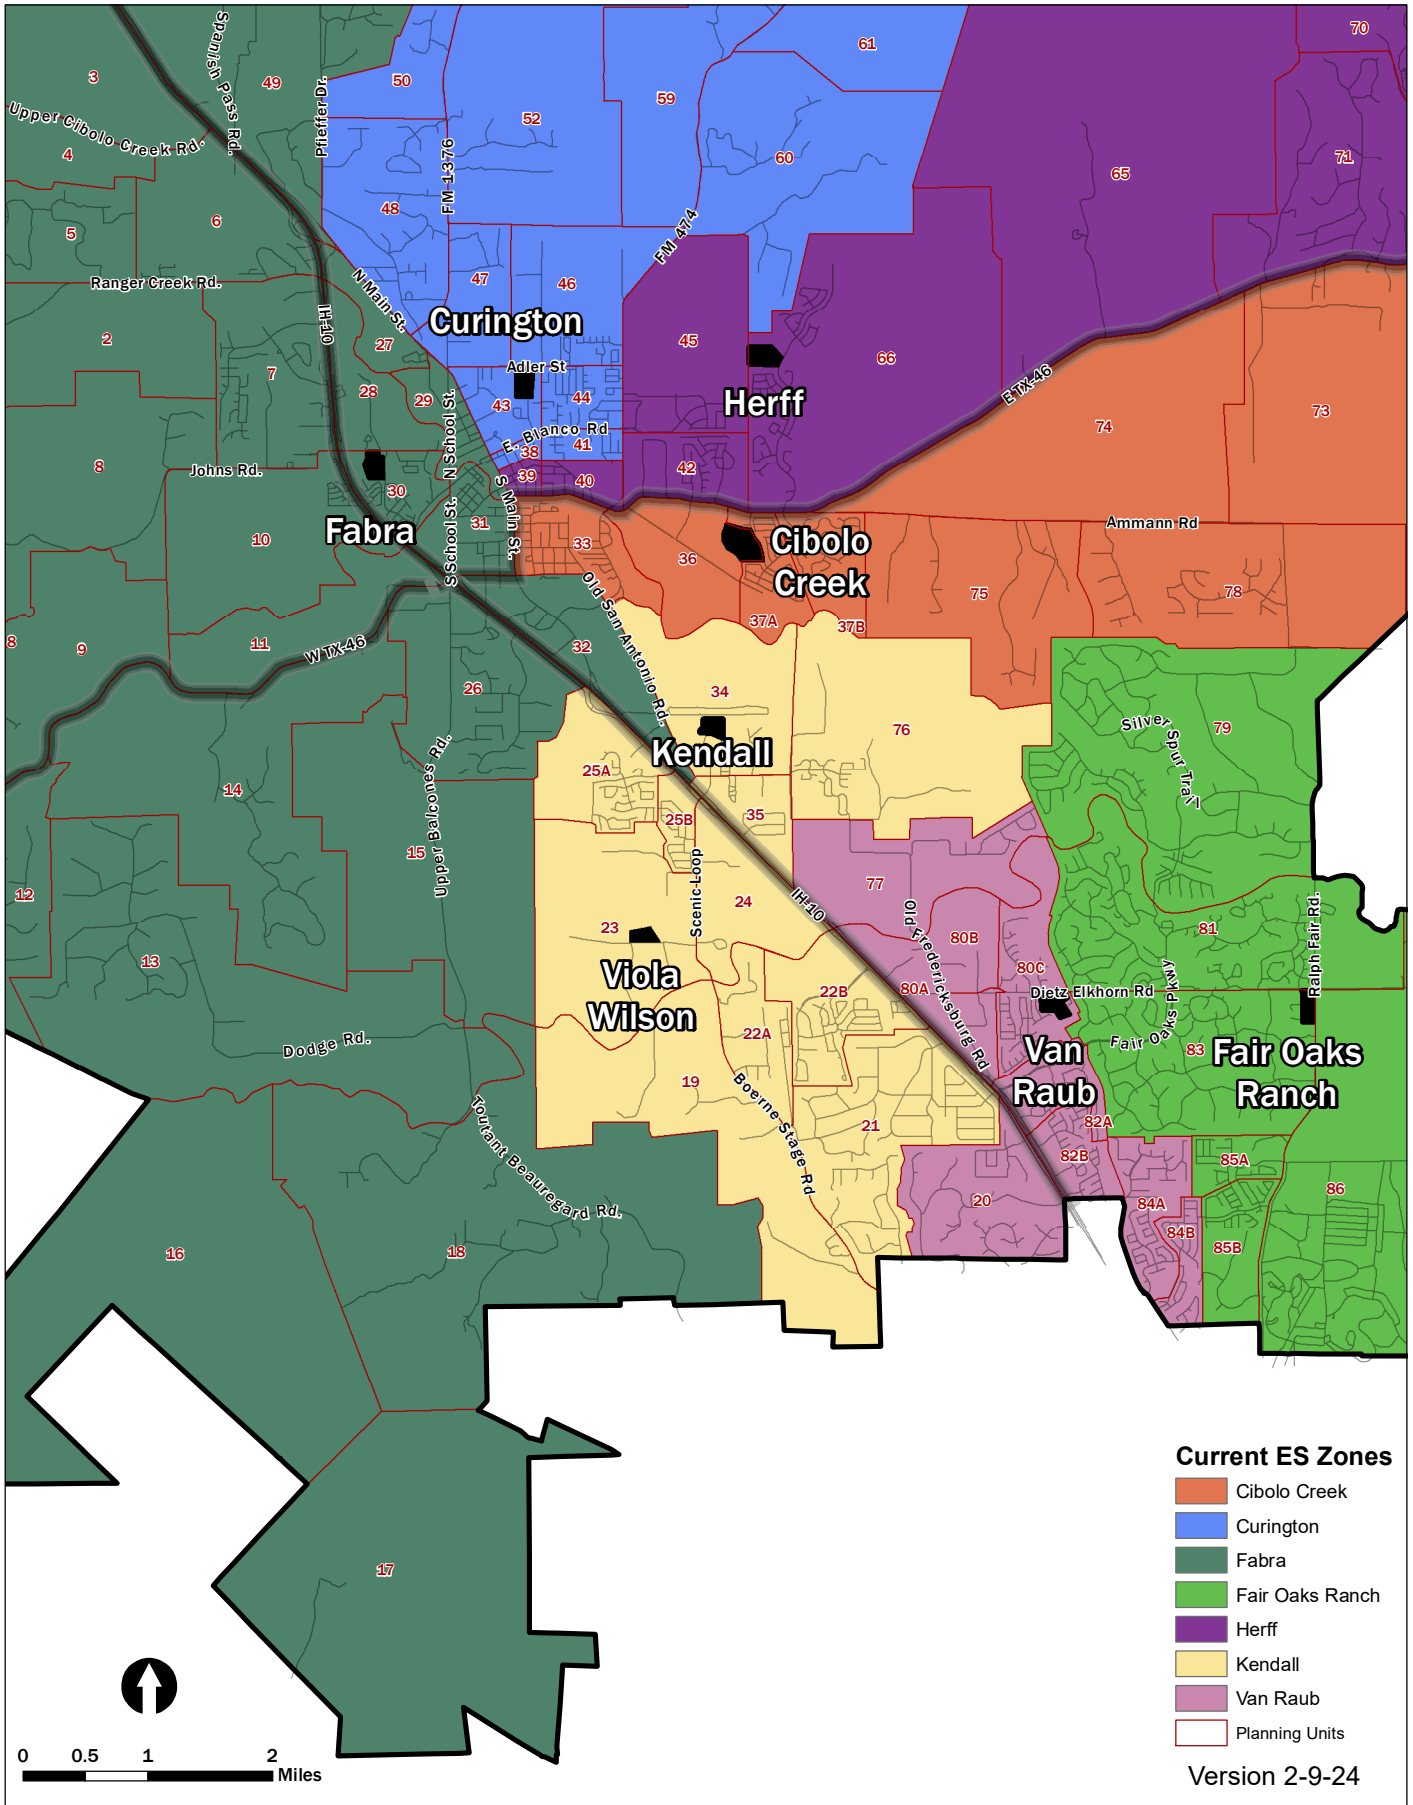 3
49
50
61
70
Spanish Pass Rd.
Pfieffer Dr.
52
59
Upper Cibolo Creek Rd.
4
FM 1376
60
65
71
48
5
6
FM 474
Ranger Creek Rd.
N Main St.
47
46
IH-10
Curington
2
27
45
66
7
Adler St
E TX-46
28
29
43
44
Herff
74
73
N School St.
E. Blanco Rd
38
41
8
Johns Rd.
39
40
42
30
S Main St.
31
Fabra
10
33
36
Cibolo
Creek
Ammann Rd
S School St.
Old San Antonio Rd.
75
78
37A
37B
8
9
11
W TX-46
32
26
34
76
79
Silver Spur Trail
Kendall
25A
14
Upper Balcones Rd.
25B
35
15
12
Scenic Loop
24
IH-10
77
23
Old Fredericksburg Rd
80B
81
Ralph Fair Rd.
13
Viola
Wilson
22B
80A
80C
Dietz Elkhorn Rd
Fair Oaks Pkwy
22A
Dodge Rd.
Van
Raub
83
Fair Oaks
Ranch
19
Boerne Stage Rd
21
82A
82B
Toutant Beauregard Rd.
20
84A
84B
85A
85B
86
16
18
17
Current ES Zones
Cibolo Creek
Curington
Fabra
Fair Oaks Ranch
Herff
Kendall
Van Raub
Planning Units
0 0.5 1 2
Miles
Version 2-9-24